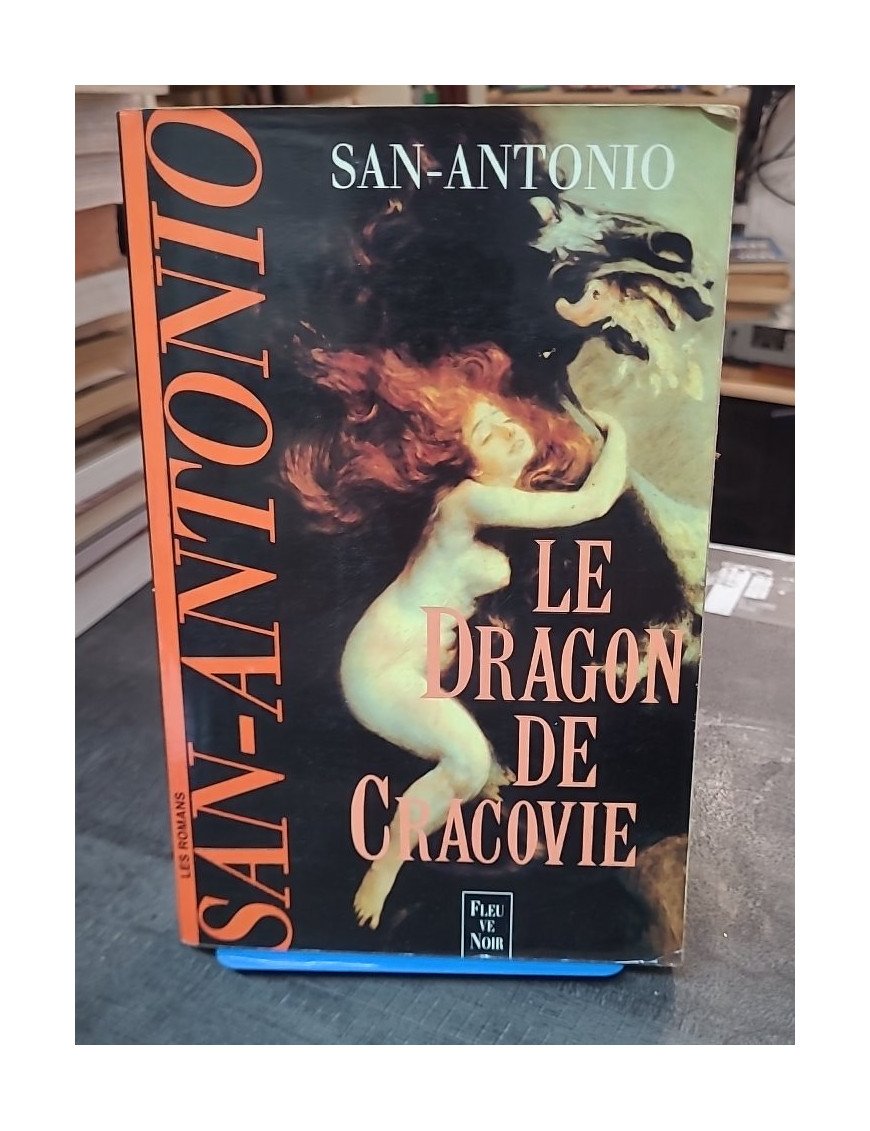 SAN-ANTONIO
LES ROMANS
SAN-ANTONIO
LE
DRAGON
DE
CRACOVIE
FLEU
VE
NOIR